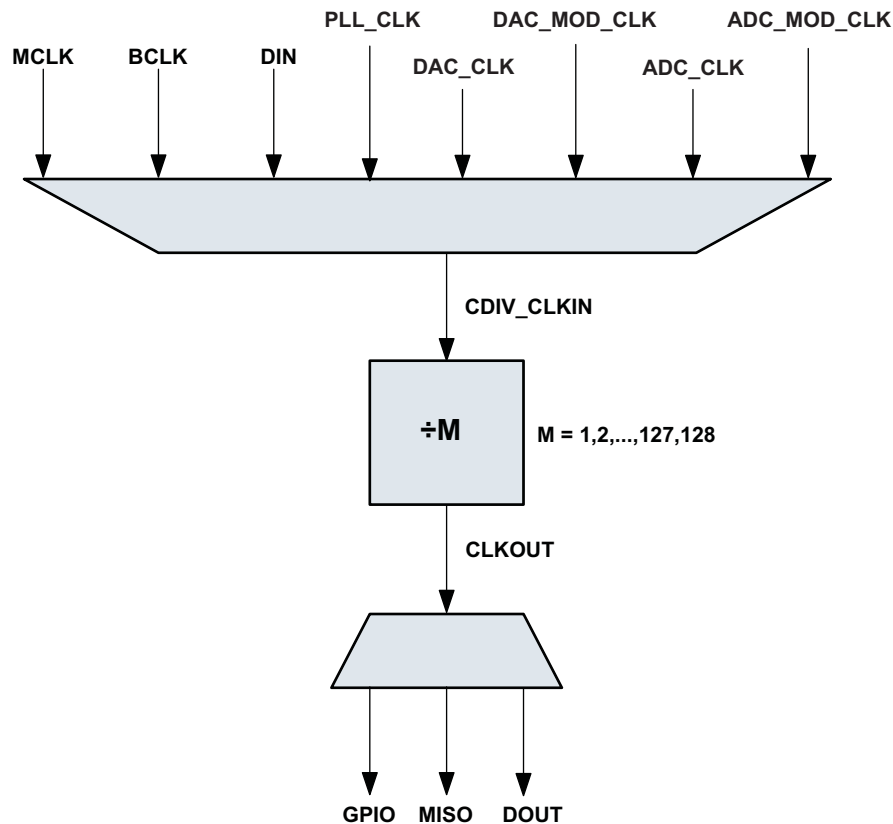 PLL_CLK DAC_MOD_CLK ADC_MOD_CLK
MCLK BCLK DIN DAC_CLK ADC_CLK
CDIV_CLKIN
÷M
M = 1,2,...,127,128
CLKOUT
GPIO MISO DOUT